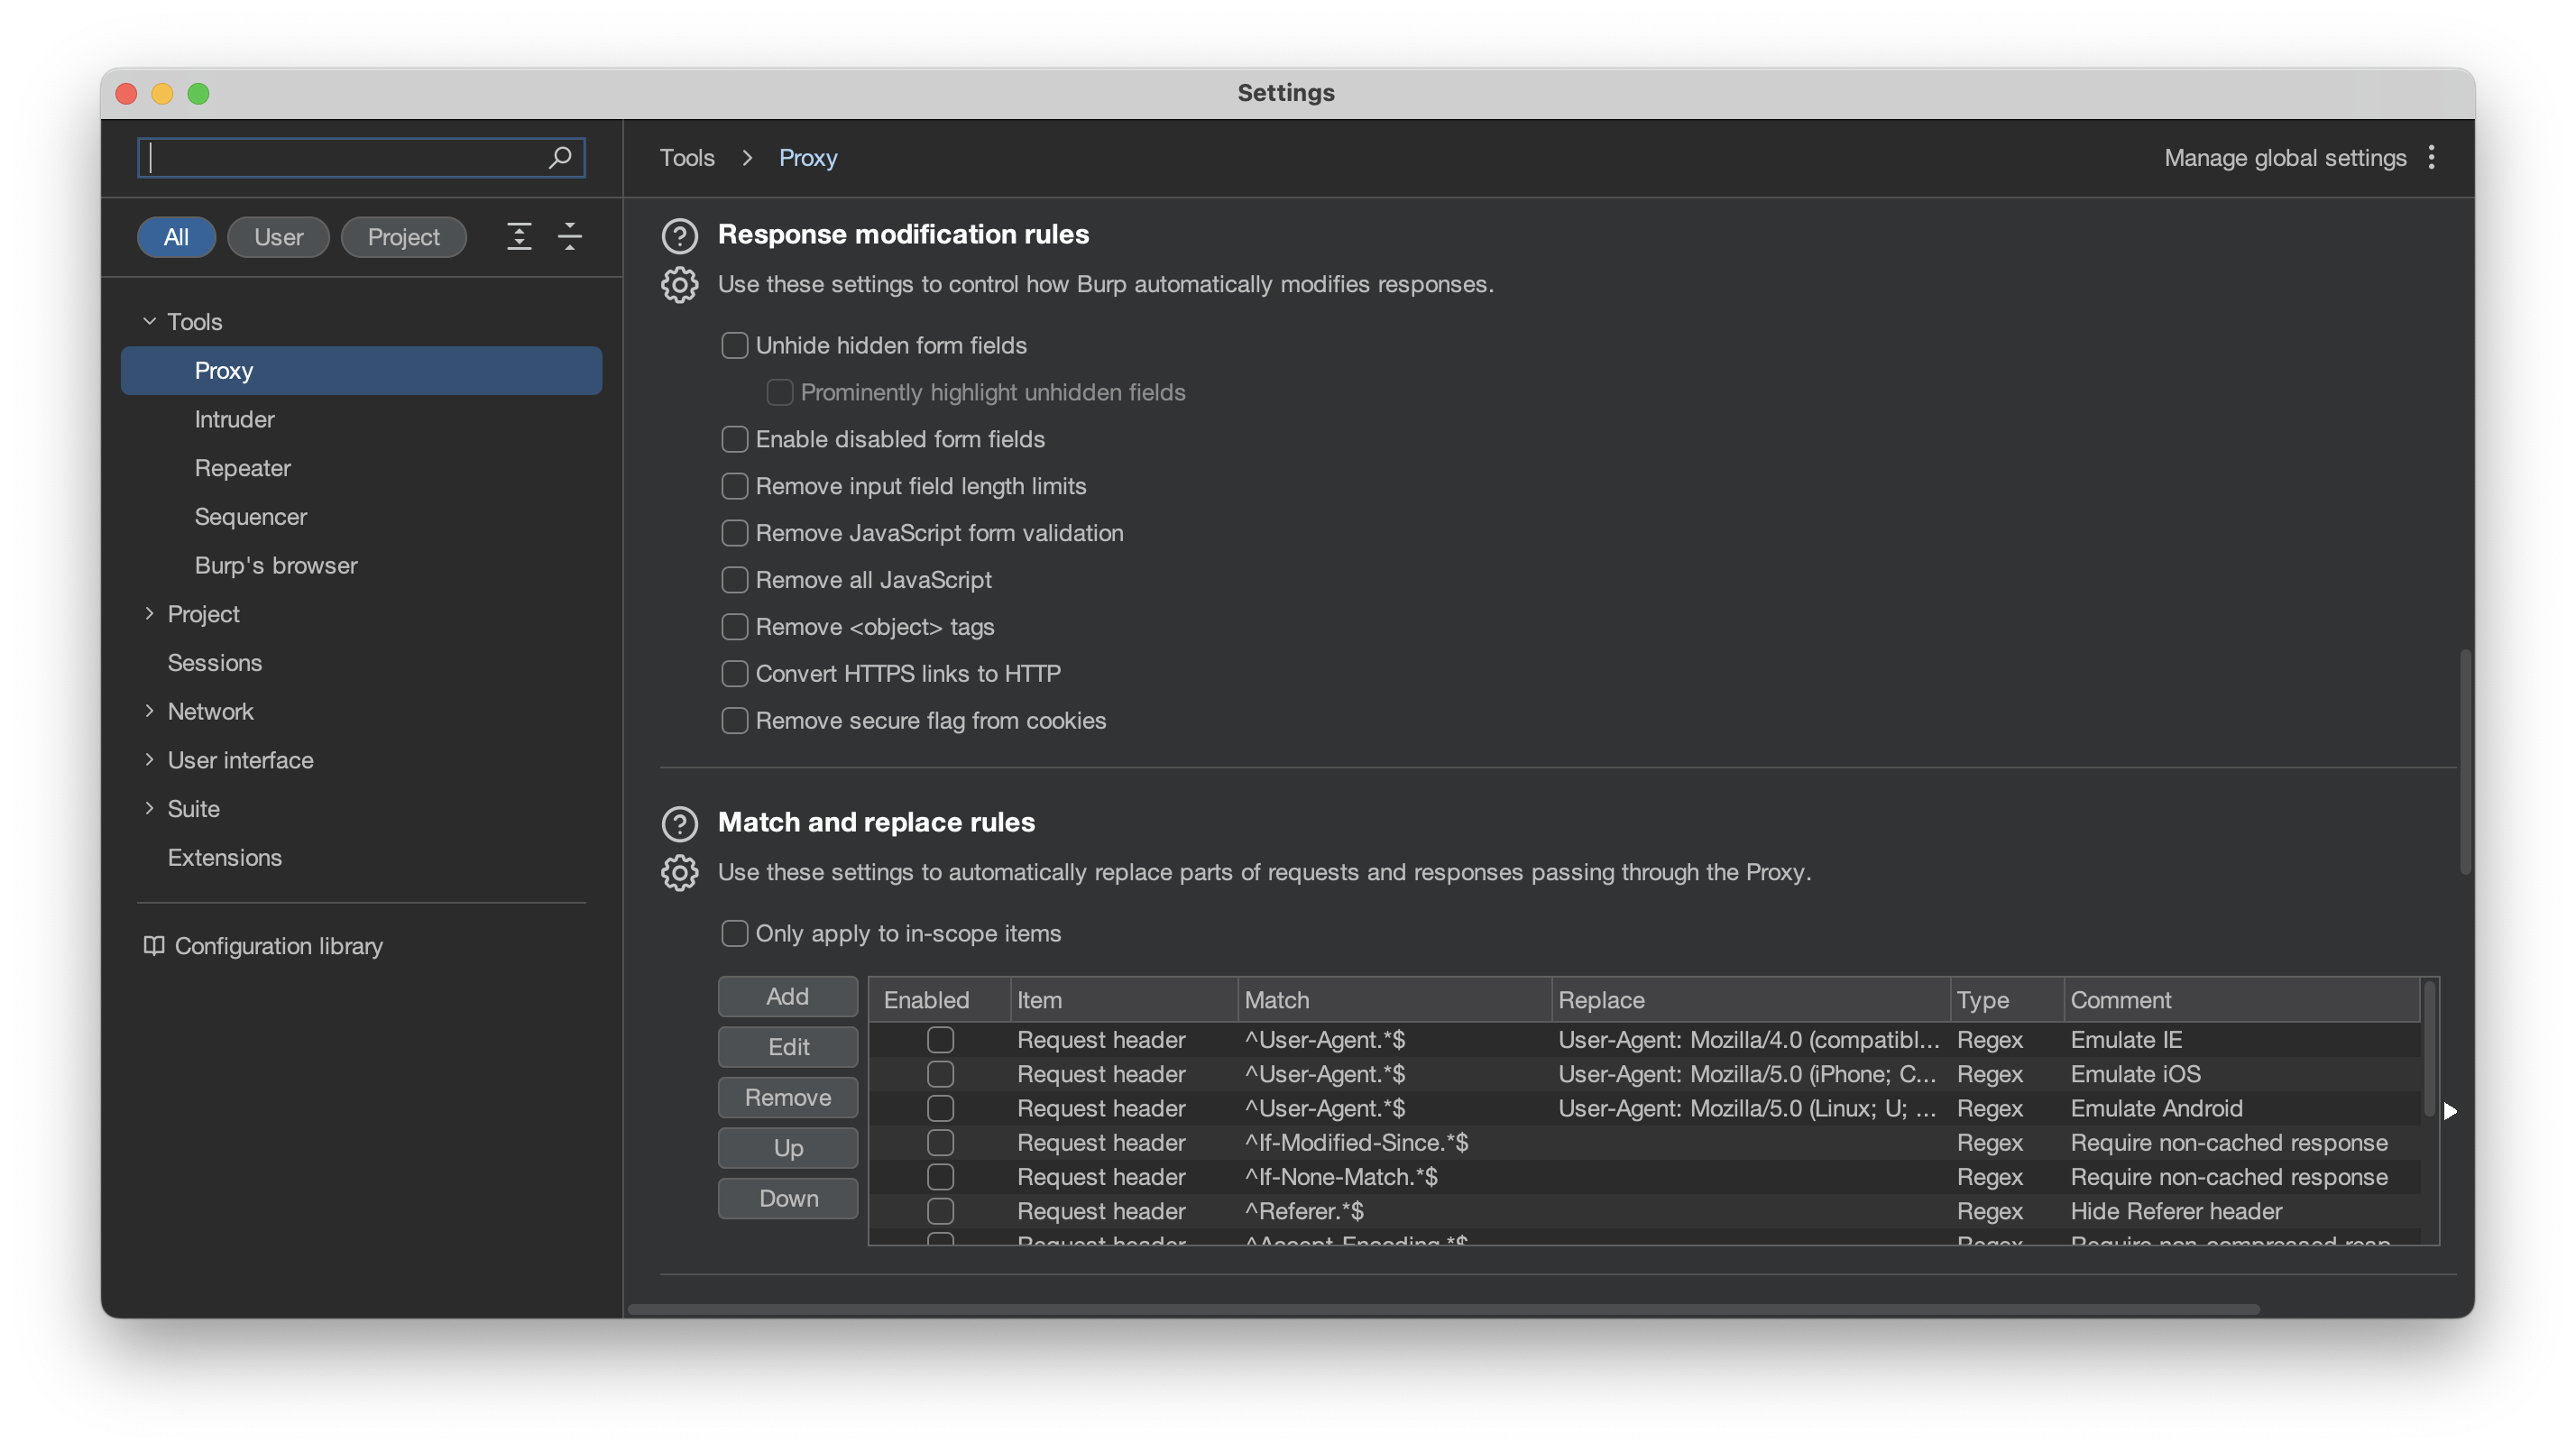 Settings
Tools > Proxy
Manage global settings
All User Project
Tools
Proxy
Intruder
Repeater
Sequencer
Burp's browser
Project
Sessions
Network
User interface
Suite
Extensions
Configuration library
Response modification rules
Use these settings to control how Burp automatically modifies responses.
Unhide hidden form fields
Prominently highlight unhidden fields
Enable disabled form fields
Remove input field length limits
Remove JavaScript form validation
Remove all JavaScript
Remove <object> tags
Convert HTTPS links to HTTP
Remove secure flag from cookies
Match and replace rules
Use these settings to automatically replace parts of requests and responses passing through the Proxy.
Only apply to in-scope items
Add
Edit
Remove
Up
Down
Enabled Item Match Replace Type Comment
Request header ^User-Agent.*$ User-Agent: Mozilla/4.0 (compatibl... Regex Emulate IE
Request header ^User-Agent.*$ User-Agent: Mozilla/5.0 (iPhone; C... Regex Emulate iOS
Request header ^User-Agent.*$ User-Agent: Mozilla/5.0 (Linux; U; ... Regex Emulate Android
Request header ^If-Modified-Since.*$ Regex Require non-cached response
Request header ^If-None-Match.*$ Regex Require non-cached response
Request header ^Referer.*$ Regex Hide Referer header
Request header ^Accept-Encoding.*$ Regex Require non-compressed resp...